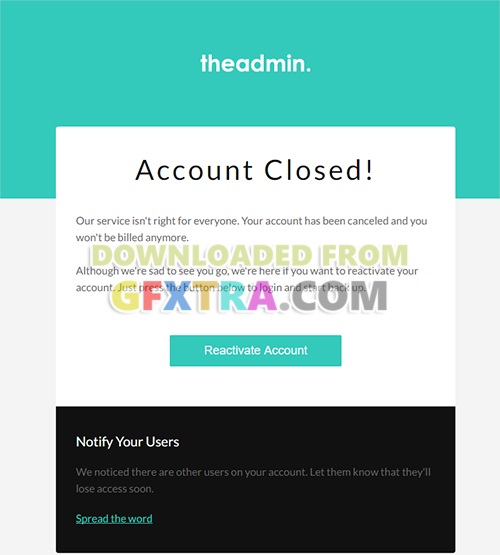 theadmin.
Account Closed!
Our service isn't right for everyone. Your account has been canceled and you
won't be billed anymore.
DOWNLOADED FROM
Although we're sad to see you go, we're here if you want to reactivate your
account. Just press the button below to login and start back up.
GFXTRA.COM
Reactivate Account
Notify Your Users
We noticed there are other users on your account. Let them know that they'll
lose access soon.
Spread the word